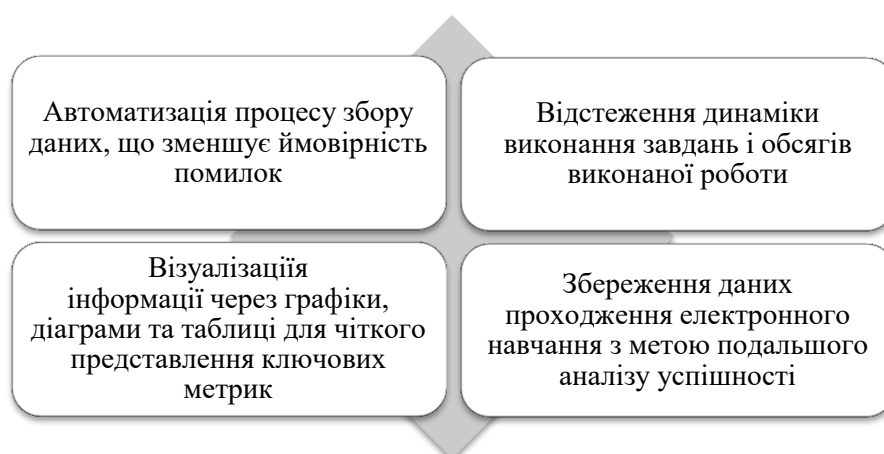 Автоматизація процесу збору
даних, що зменшує ймовірність
помилок
Відстеження динаміки
виконання завдань і обсягів
виконаної роботи
Візуалізаціїя
інформації через графіки,
діаграми та таблиці для чіткого
представлення ключових
метрик
Збереження даних
проходження електронного
навчання з метою подальшого
аналізу успішності